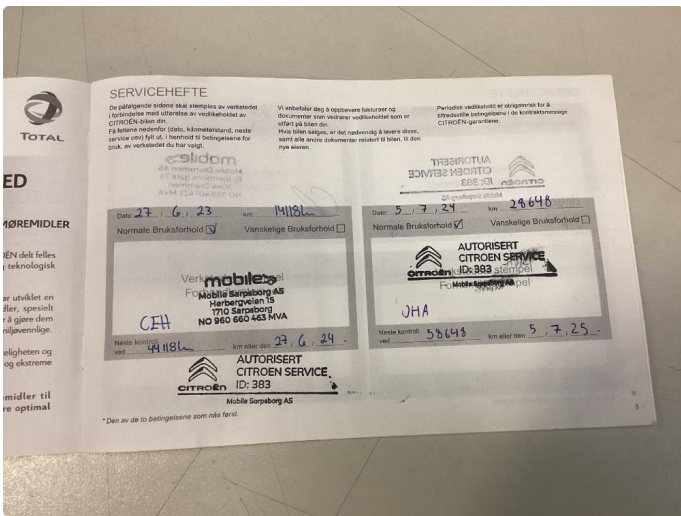 TOTAL
ED
MØREMIDLER
ËN delt felles
teknologisk
ar utviklet en
dler, spesielt
r å gjøre dem
miljøvennlige.
eligheten og
og ekstreme
midler til
re optimal
SERVICEHEFTE
De påfølgende sidene skal stemples av verkstedet
i forbindelse med utførelse av vedlikeholdet av
CITROËN-bilen din.
Få feltene nedenfor (dato, kilometerstand, neste
service osv) fylt ut, i henhold til betingelsene for
bruk, av verkstedet du har valgt.
Vi anbefaler deg å oppbevare fakturaer og
dokumenter som vedrører vedlikeholdet som er
utført på bilen din.
Hvis bilen selges, er det nødvendig å levere disse,
samt alle andre dokumenter relatert til bilen, til den
nye eieren.
Periodisk vedlikehold er obligatorisk for å
tilfredsstille betingelsene i de kontraktsmessige
CITROËN-garantiene.
Dato 27 / 6 / 23 km 14118
Normale Bruksforhold Vanskelige Bruksforhold
mobile
Mobile Sarpsborg AS
Herbergveien 15
1710 Sarpsborg
NO 960 660 463 MVA
CEH
Neste kontroll
ved 44118 km eller den 27, 6, 24.
AUTORISERT
CITROEN SERVICE
CITROËN ID: 383
Mobile Sarpsborg AS
Dato 5 / 7 / 24 km 28648
Normale Bruksforhold Vanskelige Bruksforhold
AUTORISERT
CITROEN SERVICE
CITROËN ID: 383 stempel
Mobile Sarpsborg AS
JHA
Neste kontroll
ved 58648 km eller den 5, 7, 25.
* Den av de to betingelsene som nås først.
3